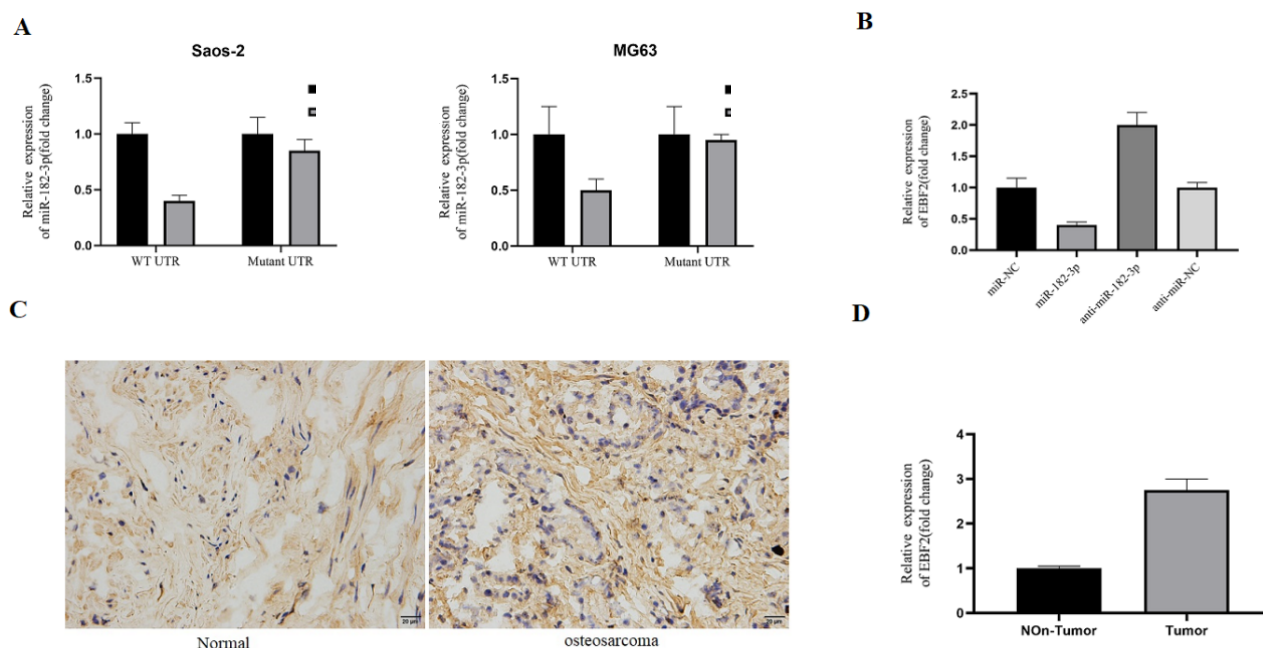 A
Saos-2
Relative expression
of miR-182-3p(fold change)
1.5
1.0
0.5
0.0
WT UTR
Mutant UTR
MG63
Relative expression
of miR-182-3p(fold change)
1.5
1.0
0.5
0.0
WT UTR
Mutant UTR
B
Relative expression
of EBF2(fold change)
2.5
2.0
1.5
1.0
0.5
0.0
miR-NC
miR-182-3p
anti-miR-182-3p
anti-miR-NC
C
20 μm
20 μm
Normal
osteosarcoma
D
Relative expression
of EBF2(fold change)
4
3
2
1
0
NOn-Tumor
Tumor